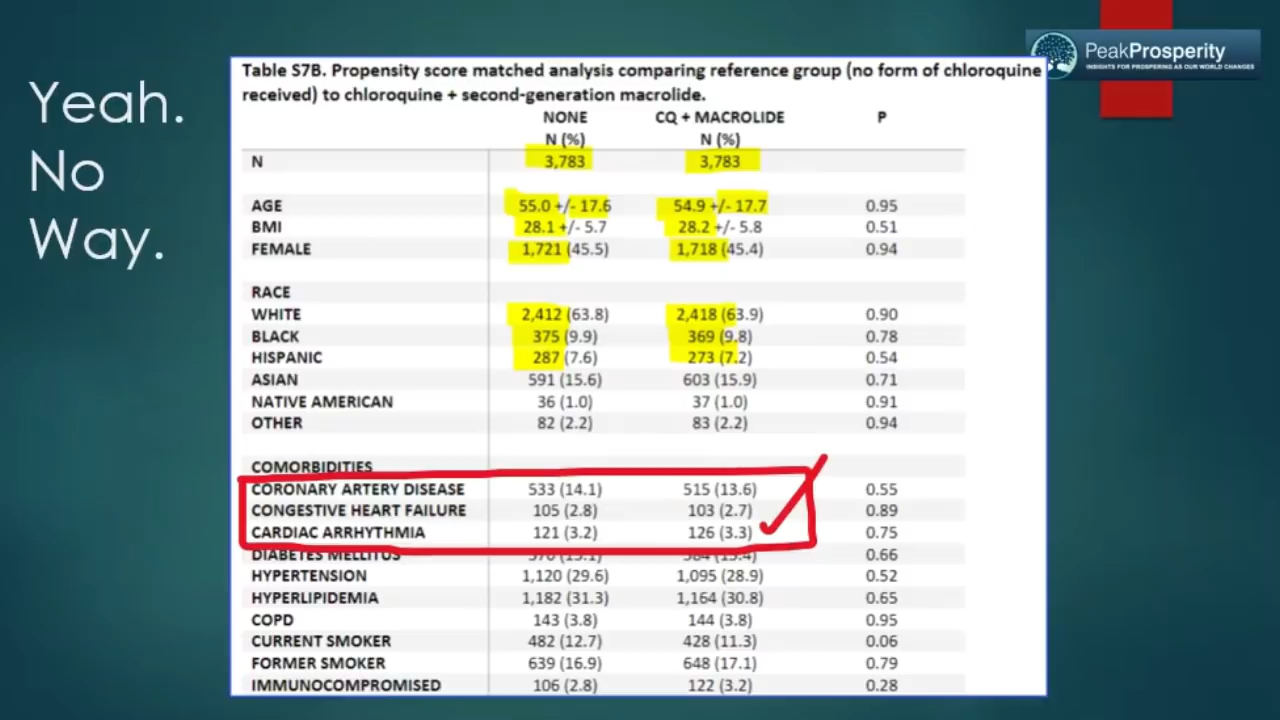 Yeah.
No
Way.
PeakProsperity
INSIGHTS FOR PROSPERING AS OUR WORLD CHANGES
Table S7B. Propensity score matched analysis comparing reference group (no form of chloroquine
received) to chloroquine + second-generation macrolide.
NONE CQ + MACROLIDE P
N (%) N (%)
N 3,783 3,783
AGE 55.0 +/- 17.6 54.9 +/- 17.7 0.95
BMI 28.1 +/- 5.7 28.2 +/- 5.8 0.51
FEMALE 1,721 (45.5) 1,718 (45.4) 0.94
RACE
WHITE 2,412 (63.8) 2,418 (63.9) 0.90
BLACK 375 (9.9) 369 (9.8) 0.78
HISPANIC 287 (7.6) 273 (7.2) 0.54
ASIAN 591 (15.6) 603 (15.9) 0.71
NATIVE AMERICAN 36 (1.0) 37 (1.0) 0.91
OTHER 82 (2.2) 83 (2.2) 0.94
COMORBIDITIES
CORONARY ARTERY DISEASE 533 (14.1) 515 (13.6) 0.55
CONGESTIVE HEART FAILURE 105 (2.8) 103 (2.7) 0.89
CARDIAC ARRHYTHMIA 121 (3.2) 126 (3.3) 0.75
DIABETES MELLITUS 570 (15.1) 584 (15.4) 0.66
HYPERTENSION 1,120 (29.6) 1,095 (28.9) 0.52
HYPERLIPIDEMIA 1,182 (31.3) 1,164 (30.8) 0.65
COPD 143 (3.8) 144 (3.8) 0.95
CURRENT SMOKER 482 (12.7) 428 (11.3) 0.06
FORMER SMOKER 639 (16.9) 648 (17.1) 0.79
IMMUNOCOMPROMISED 106 (2.8) 122 (3.2) 0.28